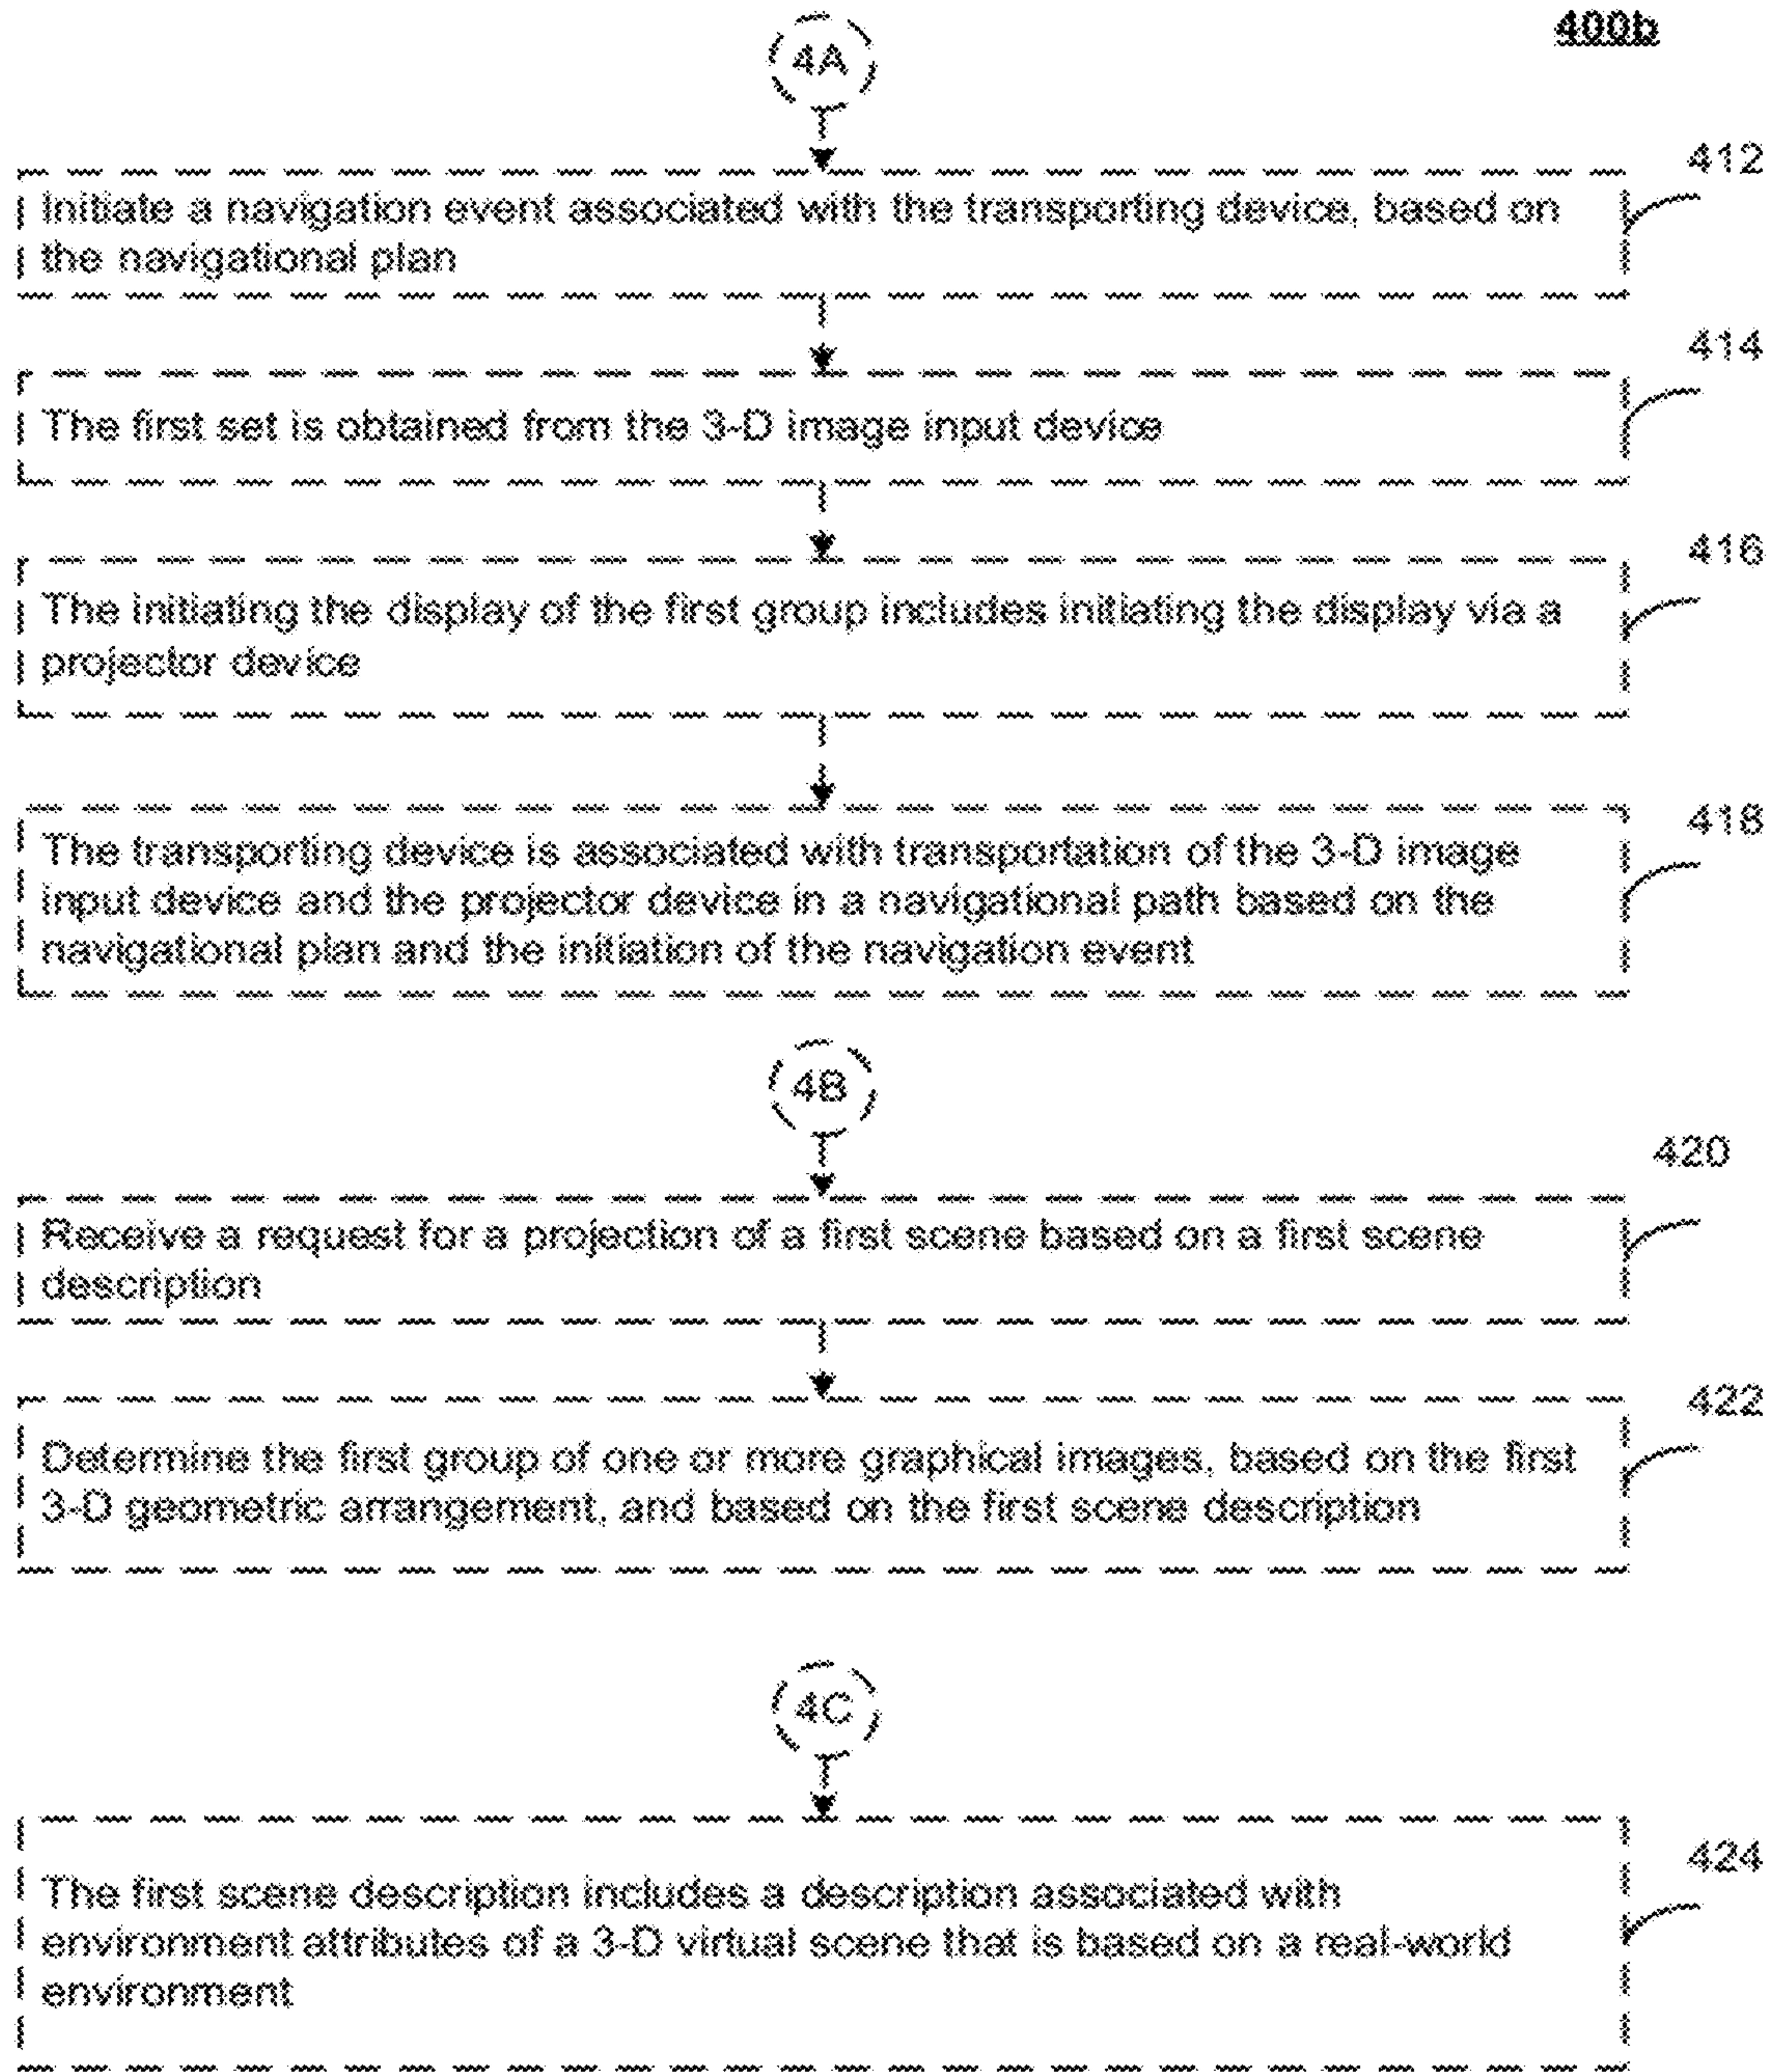 400b
4A
412
Initiate a navigation event associated with the transporting device, based on
the navigational plan
414
The first set is obtained from the 3-D image input device
416
The initiating the display of the first group includes initiating the display via a
projector device
418
The transporting device is associated with transportation of the 3-D image
input device and the projector device in a navigational path based on the
navigational plan and the initiation of the navigation event
4B
420
Receive a request for a projection of a first scene based on a first scene
description
422
Determine the first group of one or more graphical images, based on the first
3-D geometric arrangement, and based on the first scene description
4C
424
The first scene description includes a description associated with
environment attributes of a 3-D virtual scene that is based on a real-world
environment